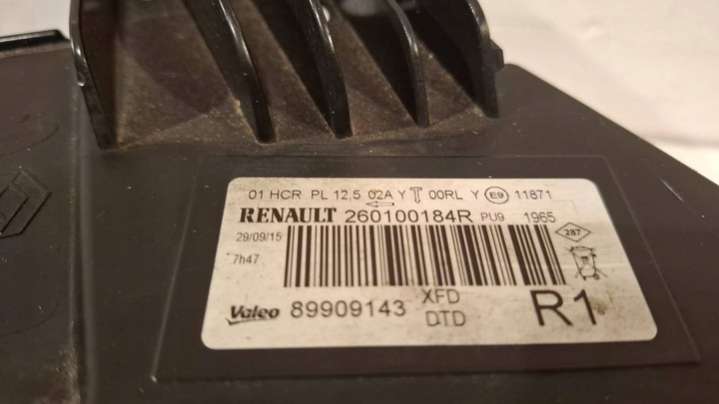 01 HCR PL 12,5 02A Y T 00RL Y E9 11871
RENAULT 260100184R PU9 1965
29/09/15
287
7h47
Valeo 89909143 XFD
DTD
R1